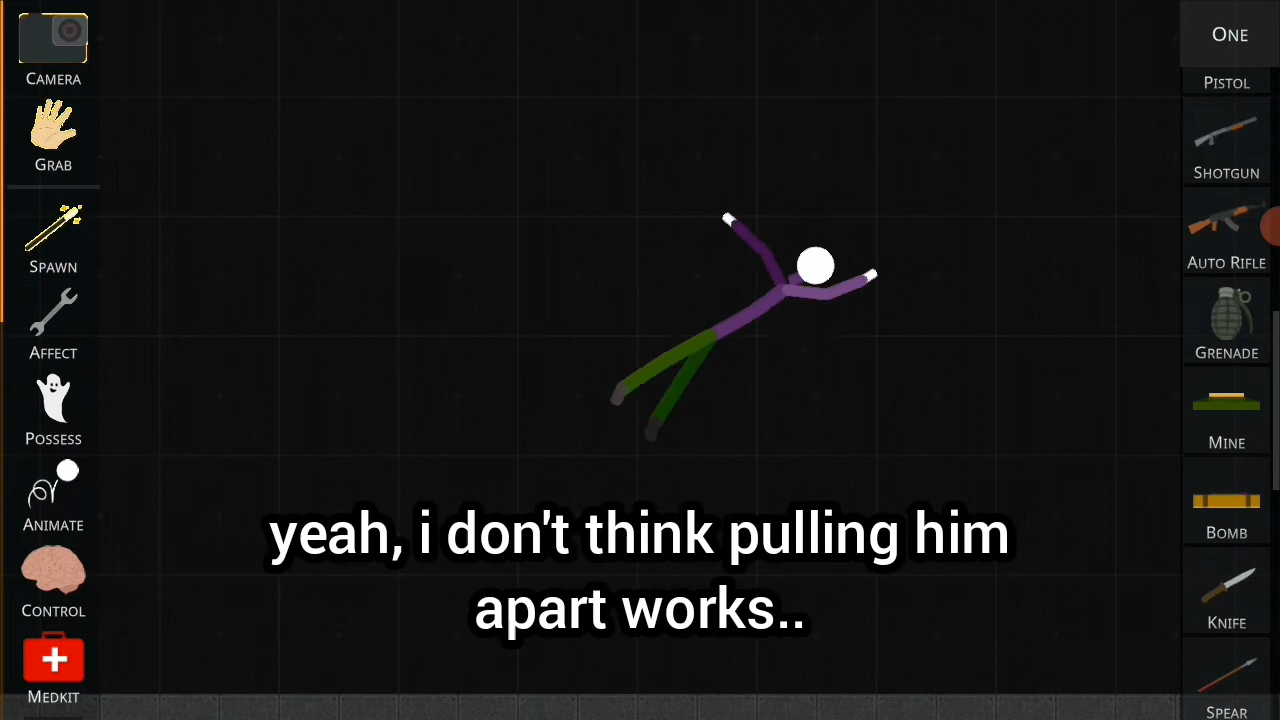 CAMERA
GRAB
SPAWN
AFFECT
POSSESS
ANIMATE
CONTROL
MEDKIT
yeah, i don't think pulling him
apart works..
ONE
PISTOL
SHOTGUN
AUTO RIFLE
GRENADE
MINE
BOMB
KNIFE
SPEAR